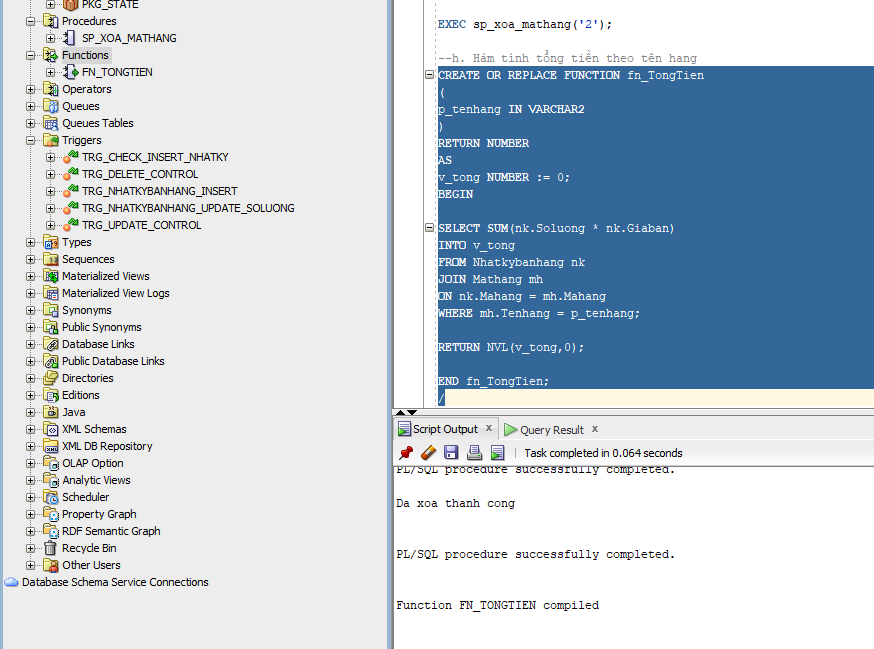 PKG_STATE
Procedures
SP_XOA_MATHANG
Functions
FN_TONGTIEN
Operators
Queues
Queues Tables
Triggers
TRG_CHECK_INSERT_NHATKY
TRG_DELETE_CONTROL
TRG_NHATKYBANHANG_INSERT
TRG_NHATKYBANHANG_UPDATE_SOLUONG
TRG_UPDATE_CONTROL
Types
Sequences
Materialized Views
Materialized View Logs
Synonyms
Public Synonyms
Database Links
Public Database Links
Directories
Editions
Java
XML Schemas
XML DB Repository
OLAP Option
Analytic Views
Scheduler
Property Graph
RDF Semantic Graph
Recycle Bin
Other Users
Database Schema Service Connections
EXEC sp_xoa_mathang('2');
--h. Hàm tính tổng tiền theo tên hang
CREATE OR REPLACE FUNCTION fn_TongTien
(
p_tenhang IN VARCHAR2
)
RETURN NUMBER
AS
v_tong NUMBER := 0;
BEGIN
SELECT SUM(nk.Soluong * nk.Giaban)
INTO v_tong
FROM Nhatkybanhang nk
JOIN Mathang mh
ON nk.Mahang = mh.Mahang
WHERE mh.Tenhang = p_tenhang;
RETURN NVL(v_tong,0);
END fn_TongTien;
/
Script Output x Query Result x
Task completed in 0.064 seconds
PL/SQL procedure successfully completed.
Da xoa thanh cong
PL/SQL procedure successfully completed.
Function FN_TONGTIEN compiled